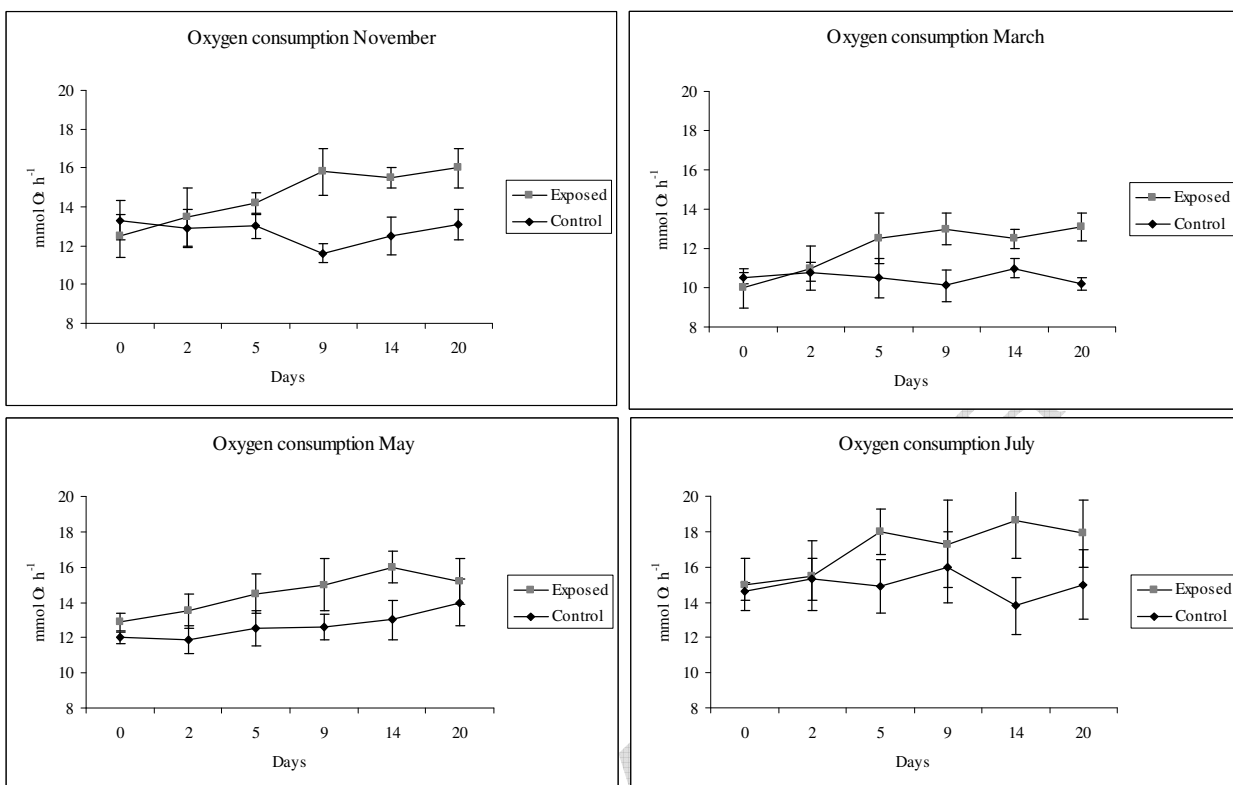 Oxygen consumption November
20
18
16
14
12
10
8
mmol O₂ h⁻¹
0 2 5 9 14 20
Days
Exposed
Control
Oxygen consumption March
20
18
16
14
12
10
8
mmol O₂ h⁻¹
0 2 5 9 14 20
Days
Exposed
Control
Oxygen consumption May
20
18
16
14
12
10
8
mmol O₂ h⁻¹
0 2 5 9 14 20
Days
Exposed
Control
Oxygen consumption July
20
18
16
14
12
10
8
mmol O₂ h⁻¹
0 2 5 9 14 20
Days
Exposed
Control